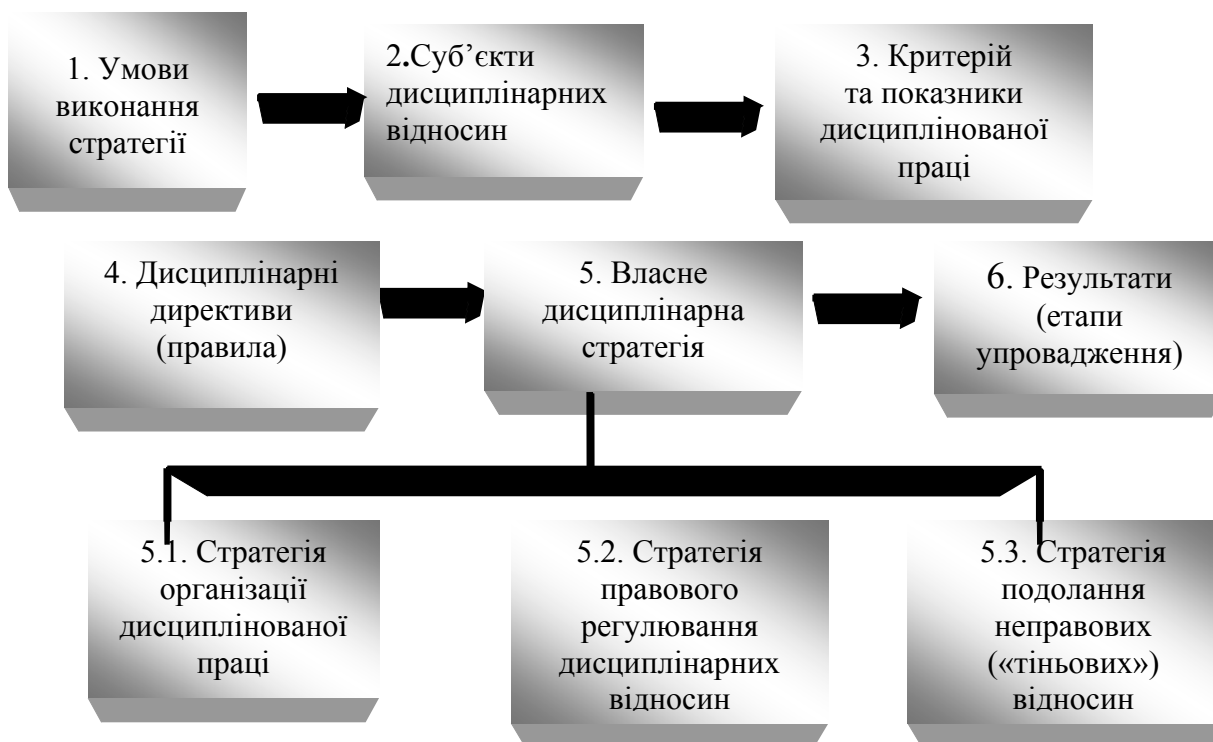 1. Умови
виконання
стратегії
2.Суб’єкти
дисциплінарних
відносин
3. Критерій
та показники
дисциплінованої
праці
4. Дисциплінарні
директиви
(правила)
5. Власне
дисциплінарна
стратегія
6. Результати
(етапи
упровадження)
5.1. Стратегія
організації
дисциплінованої
праці
5.2. Стратегія
правового
регулювання
дисциплінарних
відносин
5.3. Стратегія
подолання
неправових
(«тіньових»)
відносин